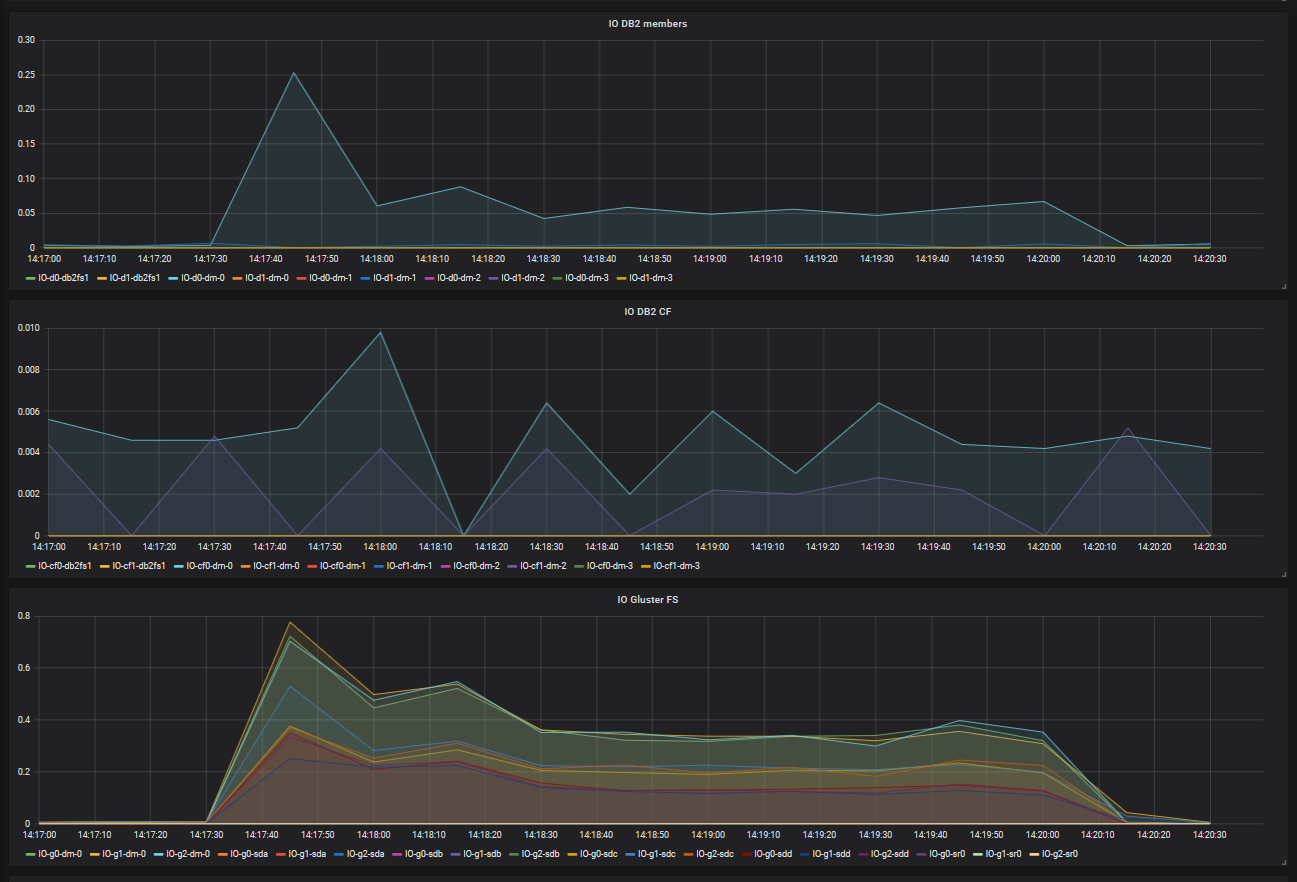 IO DB2 members
0.30
0.25
0.20
0.15
0.10
0.05
0
14:17:00 14:17:10 14:17:20 14:17:30 14:17:40 14:17:50 14:18:00 14:18:10 14:18:20 14:18:30 14:18:40 14:18:50 14:19:00 14:19:10 14:19:20 14:19:30 14:19:40 14:19:50 14:20:00 14:20:10 14:20:20 14:20:30
IO-d0-db2fs1 IO-d1-db2fs1 IO-d0-dm-0 IO-d1-dm-0 IO-d0-dm-1 IO-d1-dm-1 IO-d0-dm-2 IO-d1-dm-2 IO-d0-dm-3 IO-d1-dm-3
IO DB2 CF
0.010
0.008
0.006
0.004
0.002
0
14:17:00 14:17:10 14:17:20 14:17:30 14:17:40 14:17:50 14:18:00 14:18:10 14:18:20 14:18:30 14:18:40 14:18:50 14:19:00 14:19:10 14:19:20 14:19:30 14:19:40 14:19:50 14:20:00 14:20:10 14:20:20 14:20:30
IO-cf0-db2fs1 IO-cf1-db2fs1 IO-cf0-dm-0 IO-cf1-dm-0 IO-cf0-dm-1 IO-cf1-dm-1 IO-cf0-dm-2 IO-cf1-dm-2 IO-cf0-dm-3 IO-cf1-dm-3
IO Gluster FS
0.8
0.6
0.4
0.2
0
14:17:00 14:17:10 14:17:20 14:17:30 14:17:40 14:17:50 14:18:00 14:18:10 14:18:20 14:18:30 14:18:40 14:18:50 14:19:00 14:19:10 14:19:20 14:19:30 14:19:40 14:19:50 14:20:00 14:20:10 14:20:20 14:20:30
IO-g0-dm-0 IO-g1-dm-0 IO-g2-dm-0 IO-g0-sda IO-g1-sda IO-g2-sda IO-g0-sdb IO-g1-sdb IO-g2-sdb IO-g0-sdc IO-g1-sdc IO-g2-sdc IO-g0-sdd IO-g1-sdd IO-g2-sdd IO-g0-sr0 IO-g1-sr0 IO-g2-sr0